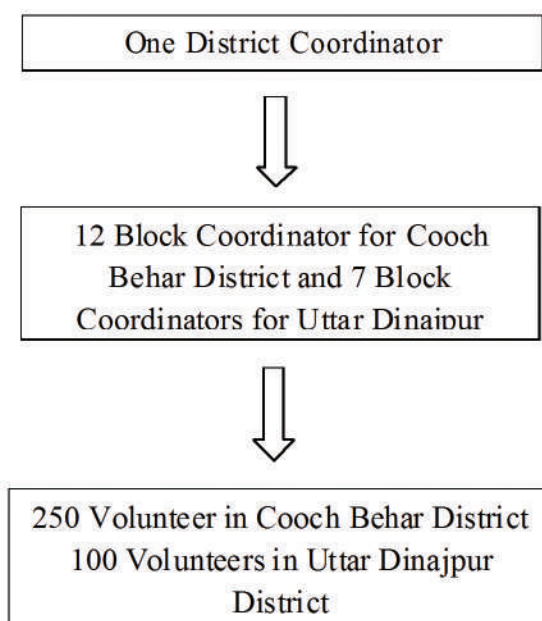 One District Coordinator
12 Block Coordinator for Cooch
Behar District and 7 Block
Coordinators for Uttar Dinajpur
250 Volunteer in Cooch Behar District
100 Volunteers in Uttar Dinajpur
District